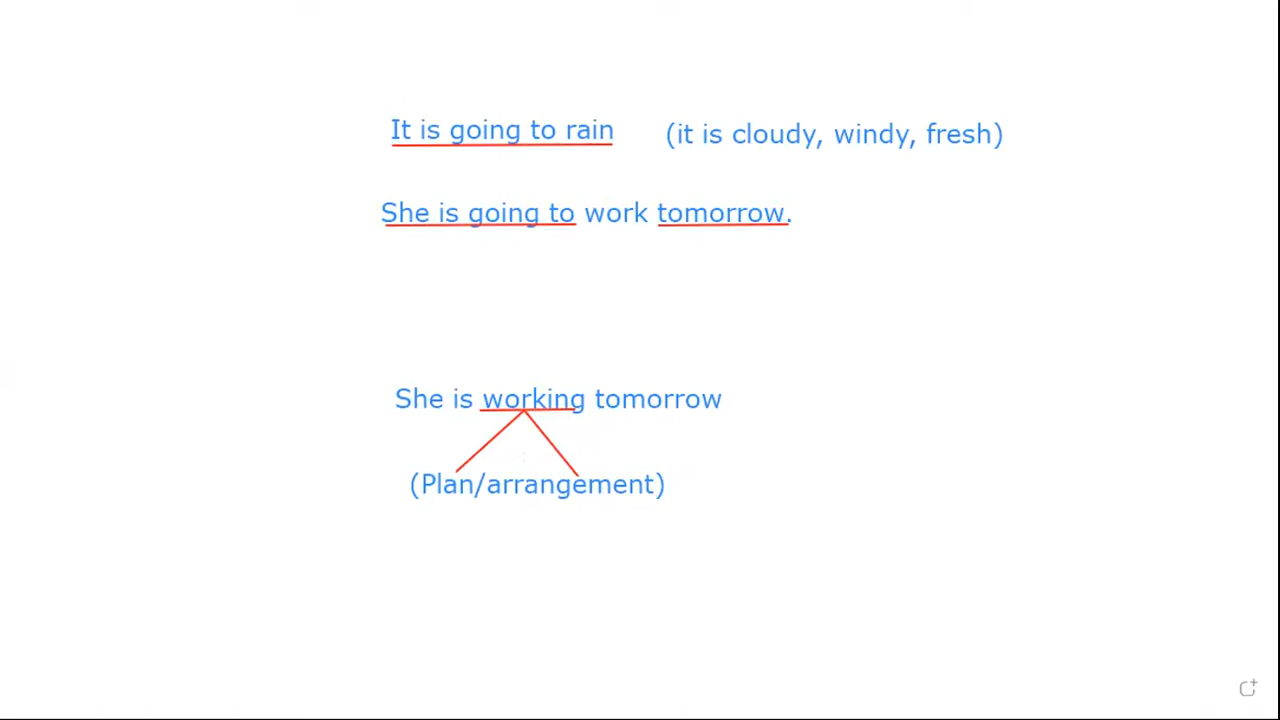 It is going to rain (it is cloudy, windy, fresh)
She is going to work tomorrow.
She is working tomorrow
(Plan/arrangement)